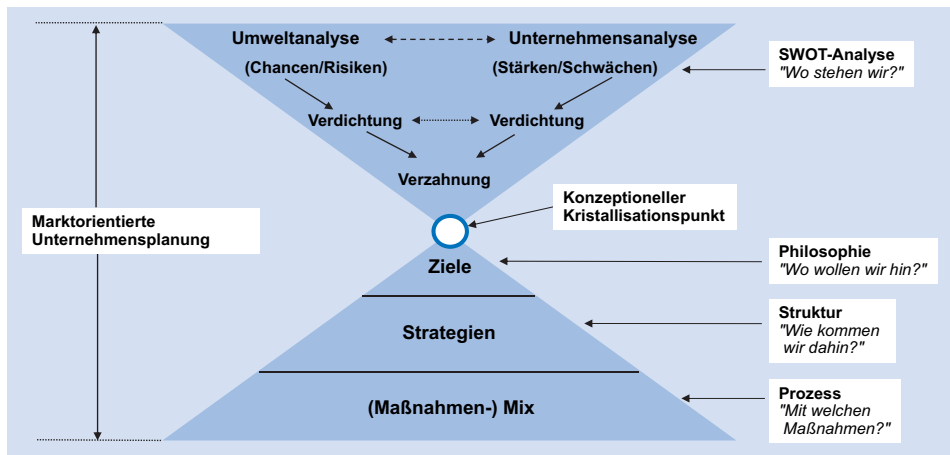 Umweltanalyse
Unternehmensanalyse
(Chancen/Risiken)
(Stärken/Schwächen)
SWOT-Analyse
"Wo stehen wir?"
Verdichtung
Verdichtung
Verzahnung
Konzeptioneller
Kristallisationspunkt
Marktorientierte
Unternehmensplanung
Ziele
Philosophie
"Wo wollen wir hin?"
Strategien
Struktur
"Wie kommen
wir dahin?"
(Maßnahmen-) Mix
Prozess
"Mit welchen
Maßnahmen?"